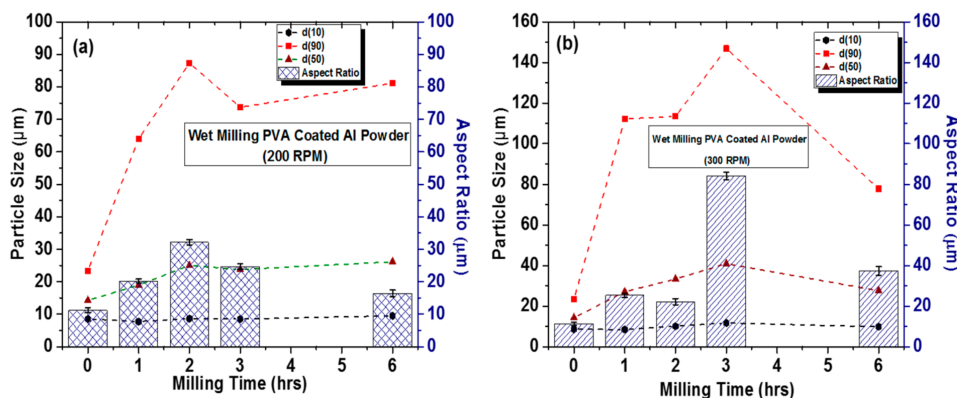 (a)
d(10)
d(90)
d(50)
Aspect Ratio
Wet Milling PVA Coated Al Powder
(200 RPM)
Particle Size (μm)
Aspect Ratio (μm)
100
90
80
70
60
50
40
30
20
10
0
100
90
80
70
60
50
40
30
20
10
0
0 1 2 3 4 5 6
Milling Time (hrs)
(b)
d(10)
d(90)
d(50)
Aspect Ratio
Wet Milling PVA Coated Al Powder
(300 RPM)
Particle Size (μm)
Aspect Ratio (μm)
160
140
120
100
80
60
40
20
0
160
140
120
100
80
60
40
20
0
0 1 2 3 4 5 6
Milling Time (hrs)